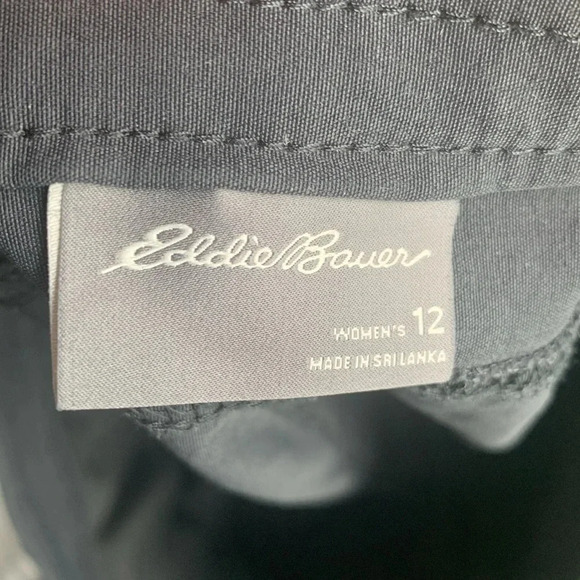 Eddie Bauer
WOMEN'S 12
MADE IN SRI LANKA